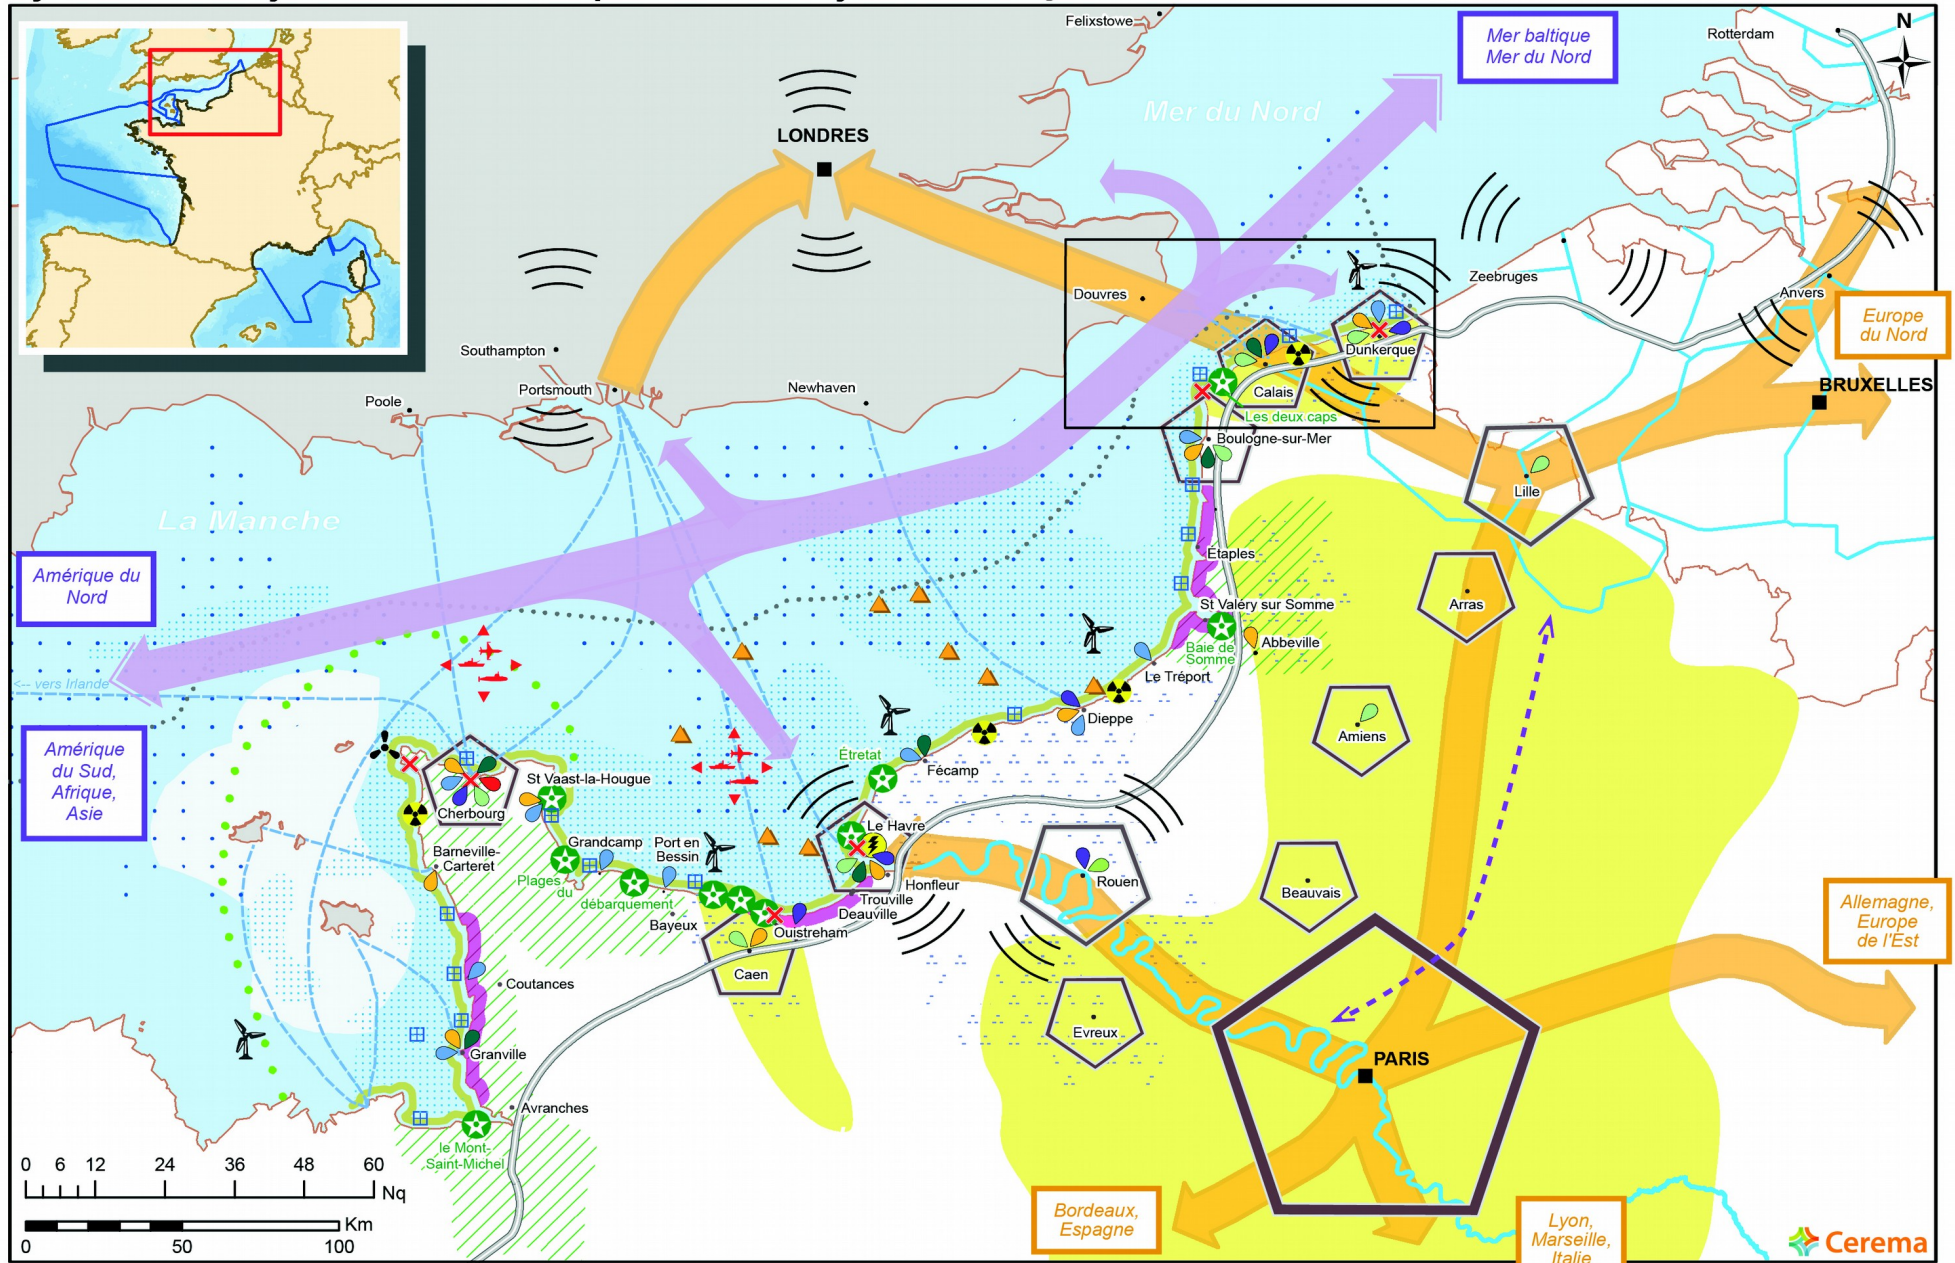 Felixstowe
Rotterdam
N
Mer baltique
Mer du Nord
Mer du Nord
LONDRES
Zeebruges
Douvres
Anvers
Europe
du Nord
Southampton
Portsmouth
Newhaven
Poole
Dunkerque
Calais
Les deux caps
BRUXELLES
Boulogne-sur-Mer
Lille
La Manche
Étaples
Amérique du
Nord
St Valéry sur Somme
Arras
Abbeville
Baie de
Somme
<-- vers Irlande
Le Tréport
Dieppe
Amiens
Amérique
du Sud,
Afrique,
Asie
Étretat
Fécamp
St Vaast-la-Hougue
Cherbourg
Le Havre
Grandcamp
Port en
Bessin
Barneville-
Carteret
Honfleur
Rouen
Beauvais
Plages
du
débarquement
Trouville
Deauville
Bayeux
Ouistreham
Allemagne,
Europe
de l'Est
Caen
Coutances
Evreux
Granville
PARIS
Avranches
le Mont-
Saint-Michel
0 6 12 24 36 48 60
Nq
Km
0 50 100
Bordeaux,
Espagne
Lyon,
Marseille,
Italie
Cerema